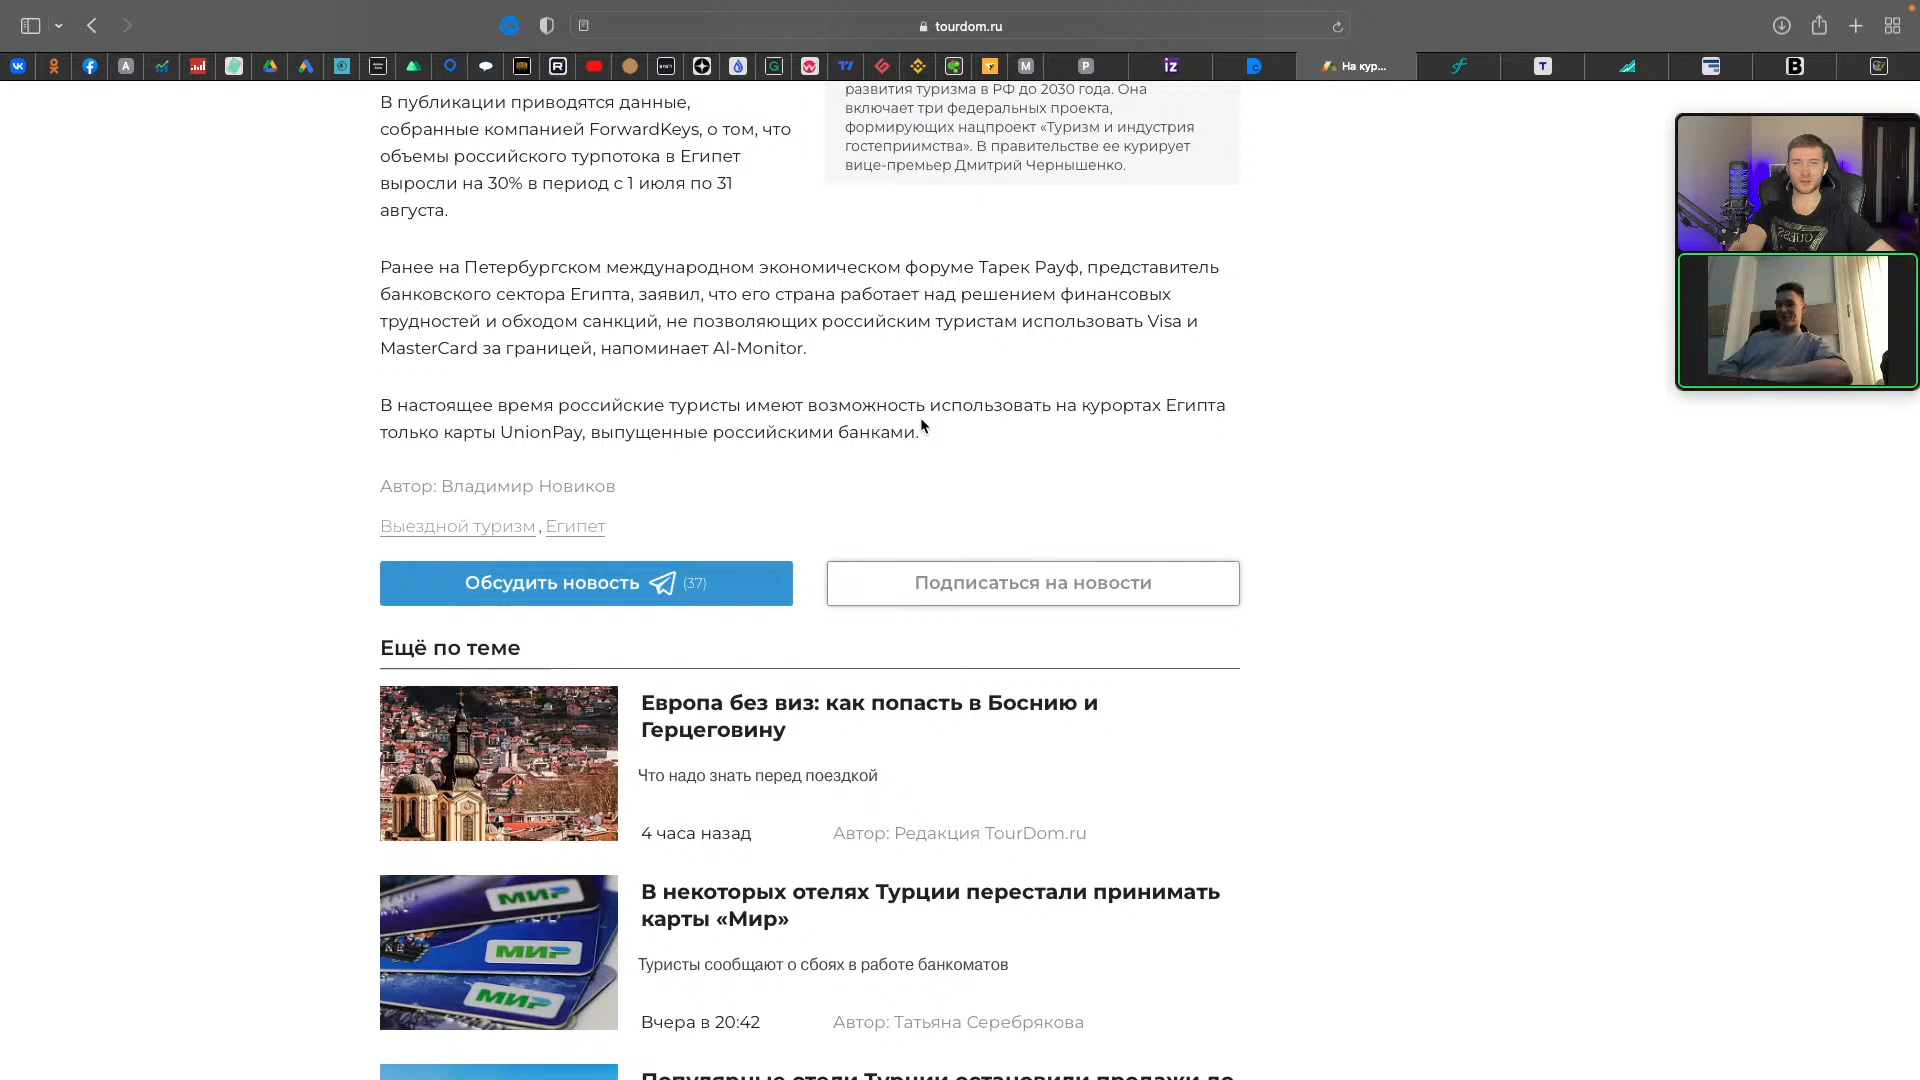 tourdom.ru
На кур...
В публикации приводятся данные,
собранные компанией ForwardKeys, о том, что
объемы российского турпотока в Египет
выросли на 30% в период с 1 июля по 31
августа.
развития туризма в РФ до 2030 года. Она
включает три федеральных проекта,
формирующих нацпроект «Туризм и индустрия
гостеприимства». В правительстве ее курирует
вице-премьер Дмитрий Чернышенко.
Ранее на Петербургском международном экономическом форуме Тарек Рауф, представитель
банковского сектора Египта, заявил, что его страна работает над решением финансовых
трудностей и обходом санкций, не позволяющих российским туристам использовать Visa и
MasterCard за границей, напоминает Al-Monitor.
В настоящее время российские туристы имеют возможность использовать на курортах Египта
только карты UnionPay, выпущенные российскими банками.
Автор: Владимир Новиков
Выездной туризм, Египет
Обсудить новость (37)
Подписаться на новости
Ещё по теме
Европа без виз: как попасть в Боснию и
Герцеговину
Что надо знать перед поездкой
4 часа назад
Автор: Редакция TourDom.ru
МИР
МИР
МИР
В некоторых отелях Турции перестали принимать
карты «Мир»
Туристы сообщают о сбоях в работе банкоматов
Вчера в 20:42
Автор: Татьяна Серебрякова
Популярные отели Турции остановили продажи до